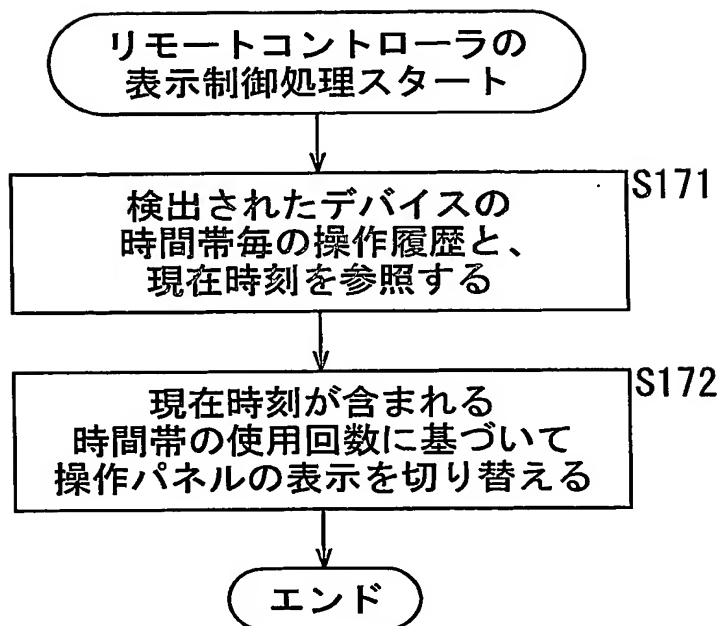 リモートコントローラの
表示制御処理スタート
S171
検出されたデバイスの
時間帯毎の操作履歴と、
現在時刻を参照する
S172
現在時刻が含まれる
時間帯の使用回数に基づいて
操作パネルの表示を切り替える
エンド